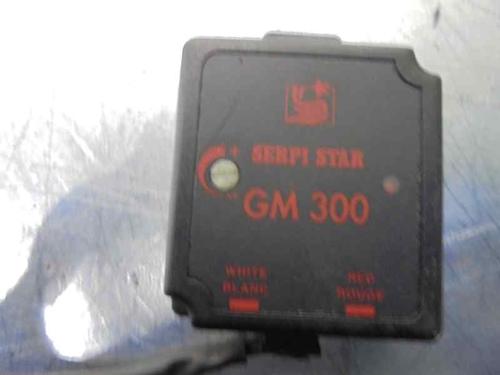 +
SERPI STAR
-
GM 300
WHITE
BLANC
RED
ROUGE